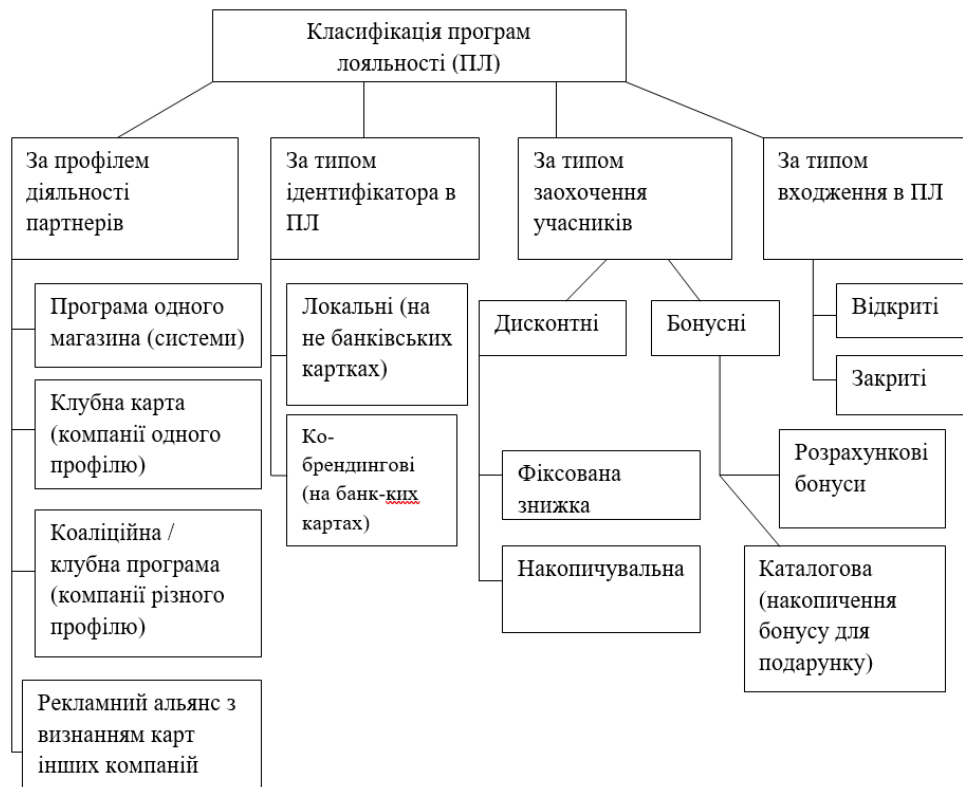 Класифікація програм
лояльності (ПЛ)
За профілем
діяльності
партнерів
Програма одного
магазина (системи)
Клубна карта
(компанії одного
профілю)
Коаліційна /
клубна програма
(компанії різного
профілю)
Рекламний альянс з
визнанням карт
інших компаній
За типом
ідентифікатора в
ПЛ
Локальні (на
не банківських
картках)
Ко-
брендингові
(на банк-ких
картах)
За типом
заохочення
учасників
Дисконтні
Фіксована
знижка
Накопичувальна
Бонусні
Розрахункові
бонуси
Каталогова
(накопичення
бонусу для
подарунку)
За типом
входження в ПЛ
Відкриті
Закриті